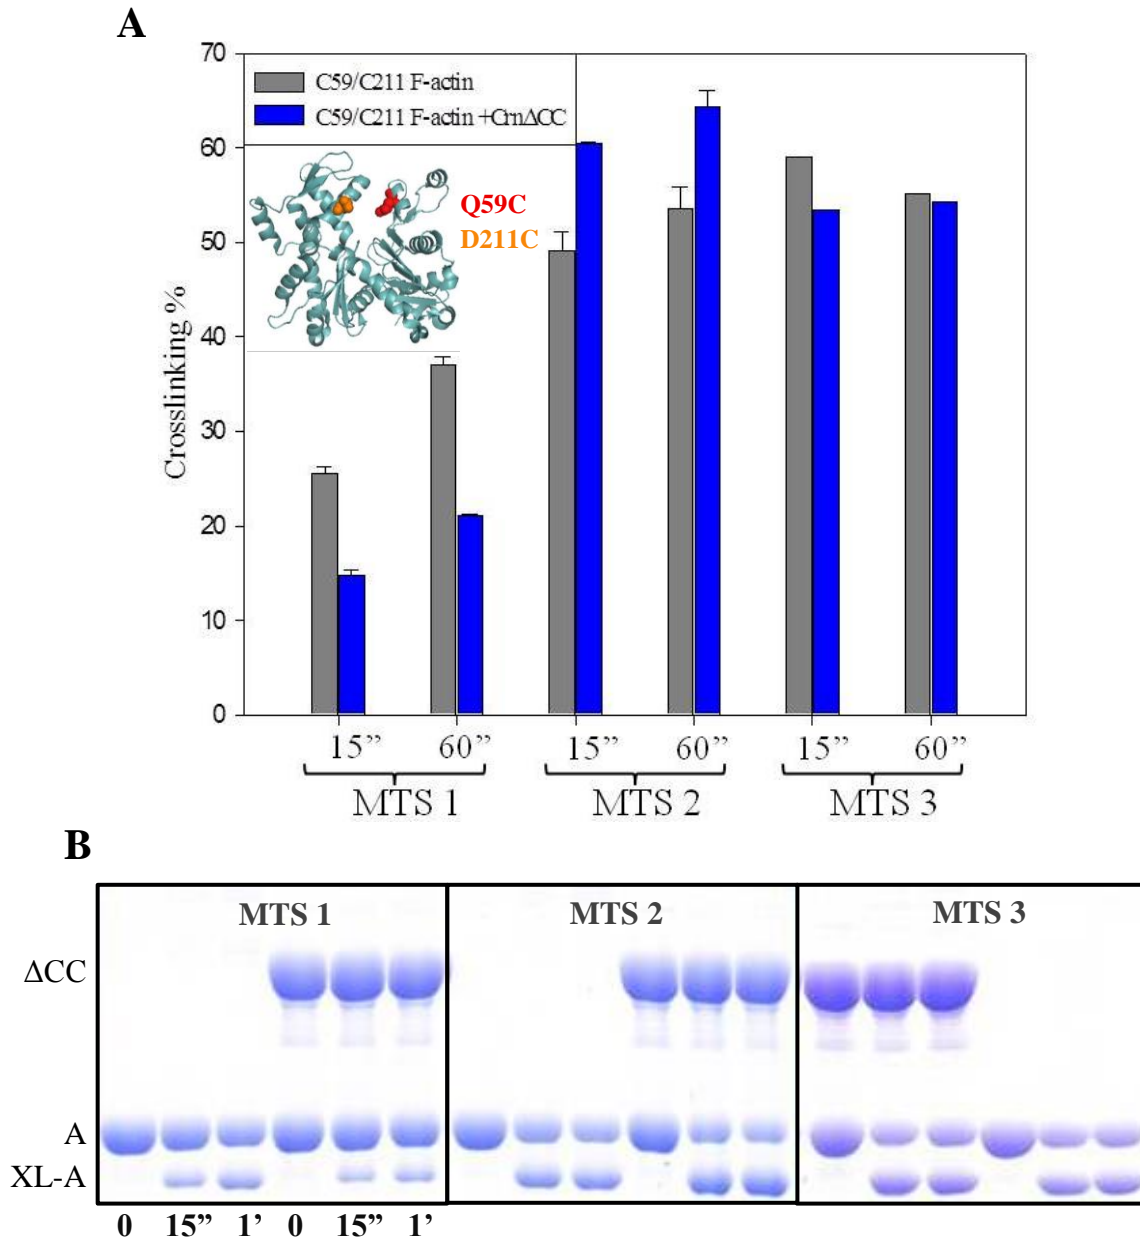 A
70
60
50
40
30
20
10
0
Crosslinking %
C59/C211 F-actin
C59/C211 F-actin +CrnΔCC
Q59C
D211C
15” 60” 15” 60” 15” 60”
MTS 1 MTS 2 MTS 3
B
MTS 1 MTS 2 MTS 3
ΔCC
A
XL-A
0 15” 1’ 0 15” 1’